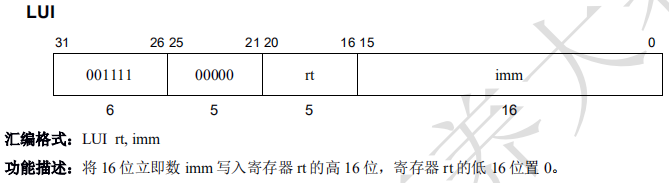 LUI
31 26 25 21 20 16 15 0
001111 00000 rt imm
6 5 5 16
汇编格式：LUI rt, imm
功能描述：将 16 位立即数 imm 写入寄存器 rt 的高 16 位，寄存器 rt 的低 16 位置 0。